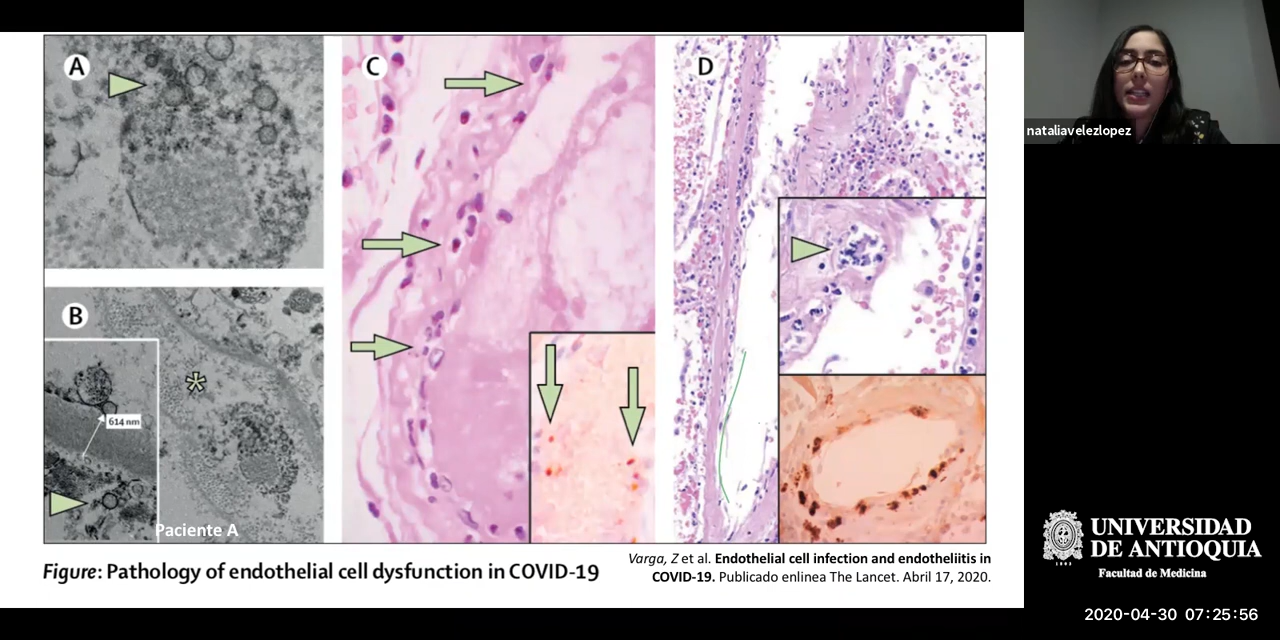 A
C
D
B
*
614 nm
Paciente A
Figure: Pathology of endothelial cell dysfunction in COVID-19
Varga, Z et al. Endothelial cell infection and endotheliitis in
COVID-19. Publicado enlinea The Lancet. Abril 17, 2020.
nataliavelezlopez
UNIVERSIDAD
DE ANTIOQUIA
1803
Facultad de Medicina
2020-04-30 07:25:56